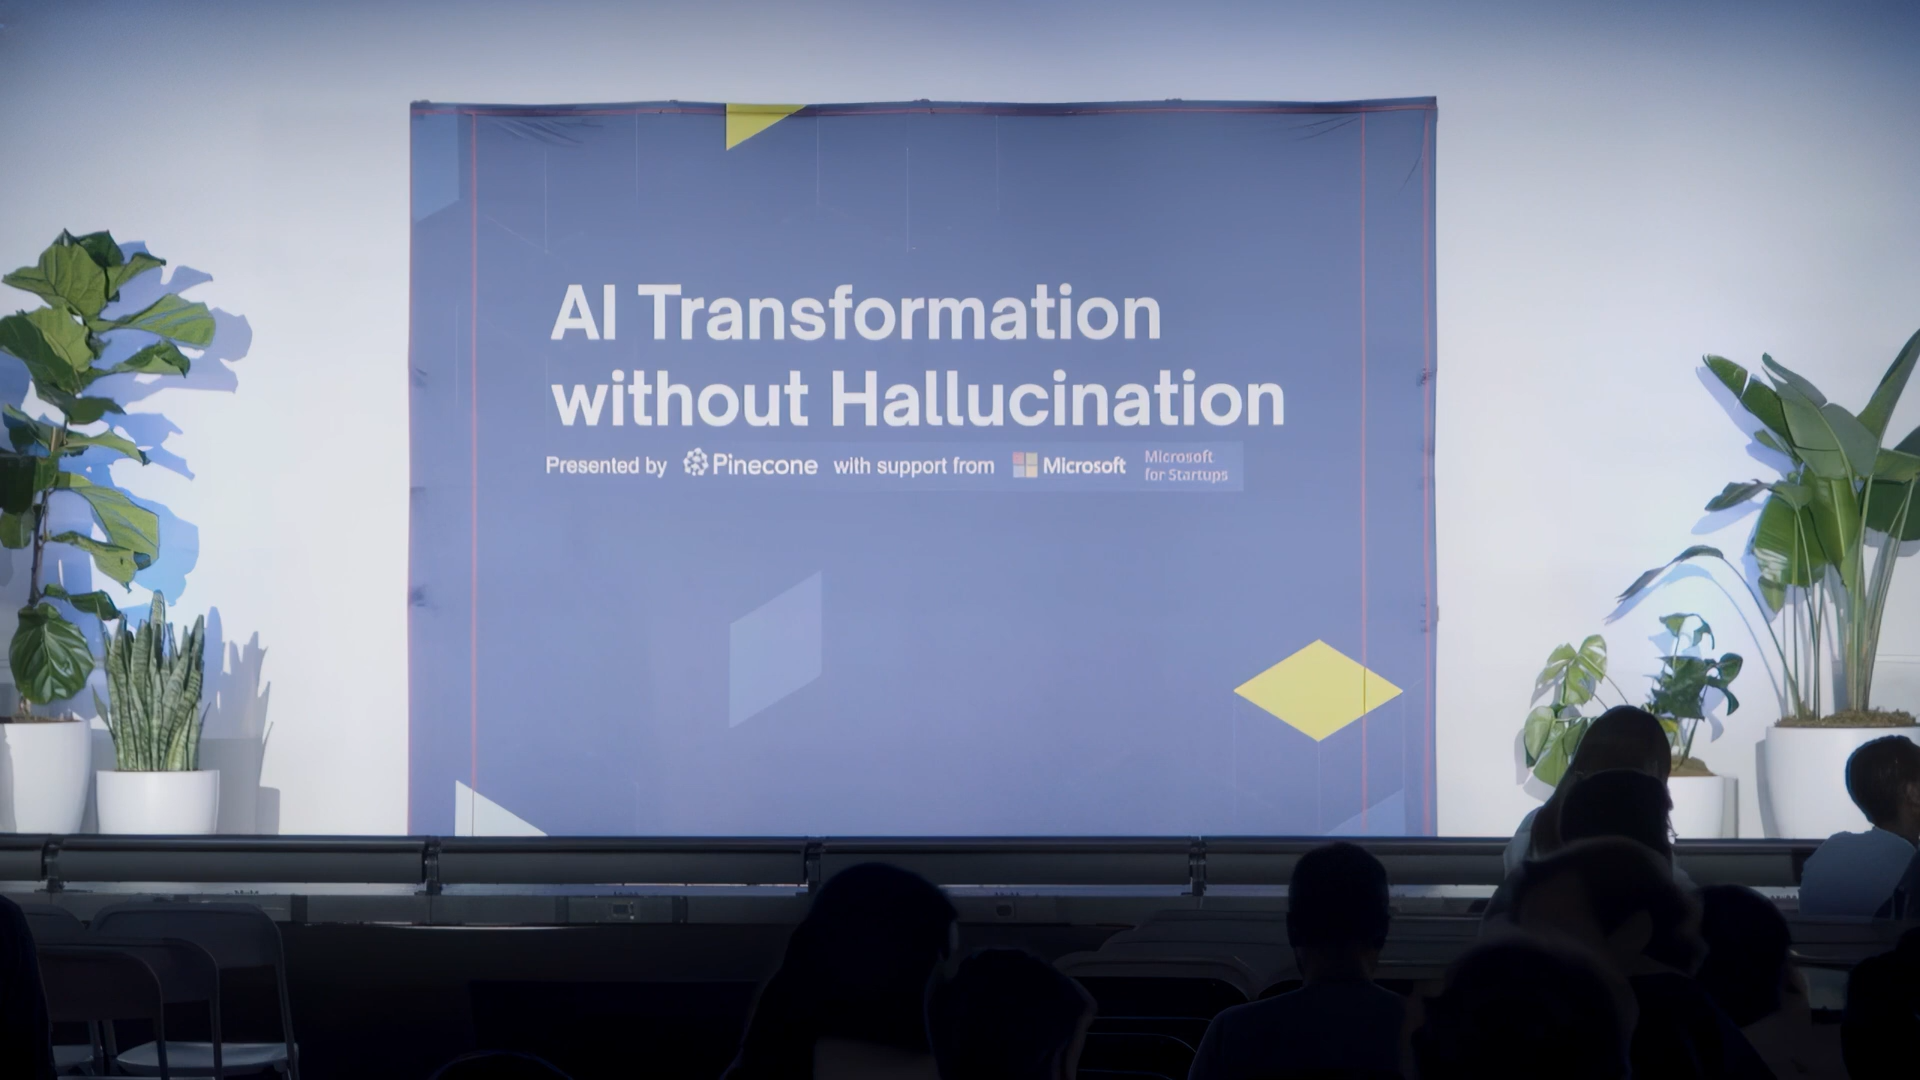 AI Transformation
without Hallucination
Presented by Pinecone with support from Microsoft Microsoft
for Startups